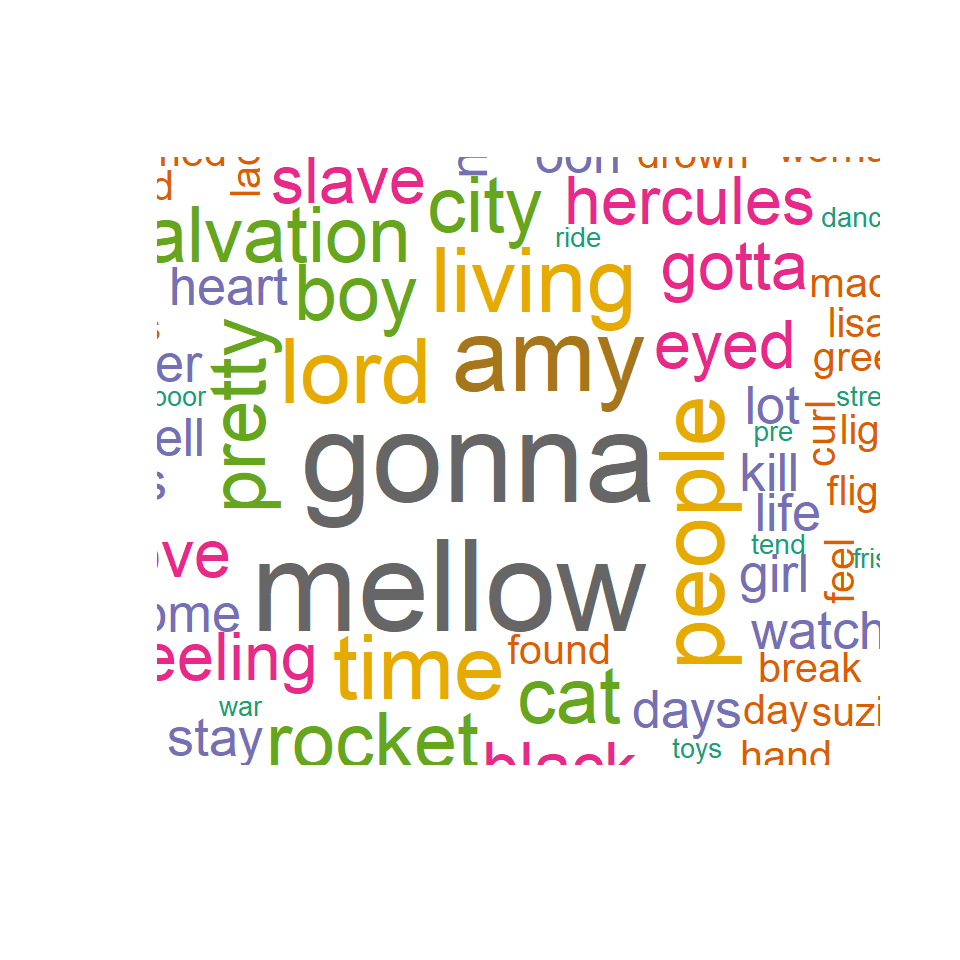 slave
city
hercules
alvation
ride
danc
heart
boy
living
gotta
mac
lisa
pretty
lord
amy
eyed
gree
er
poor
lot
stre
curl
pre
lig
ell
gonna
people
kill
flig
life
ove
mellow
tend
feel
fris
girl
ome
watch
eeling
time
found
break
war
cat
days
day
suzi
stay
rocket
black
toys
hand